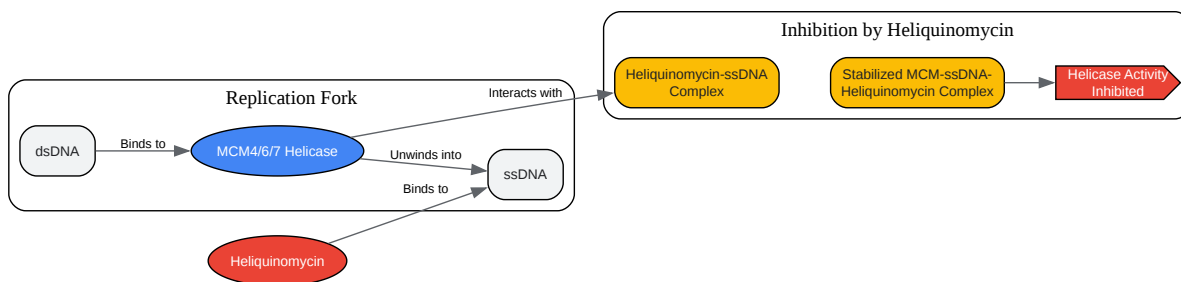 Inhibition by Heliquinomycin
Heliquinomycin-ssDNA
Complex
Stabilized MCM-ssDNA-
Heliquinomycin Complex
Helicase Activity
Inhibited
Replication Fork
Interacts with
dsDNA
Binds to
MCM4/6/7 Helicase
Unwinds into
ssDNA
Binds to
Heliquinomycin